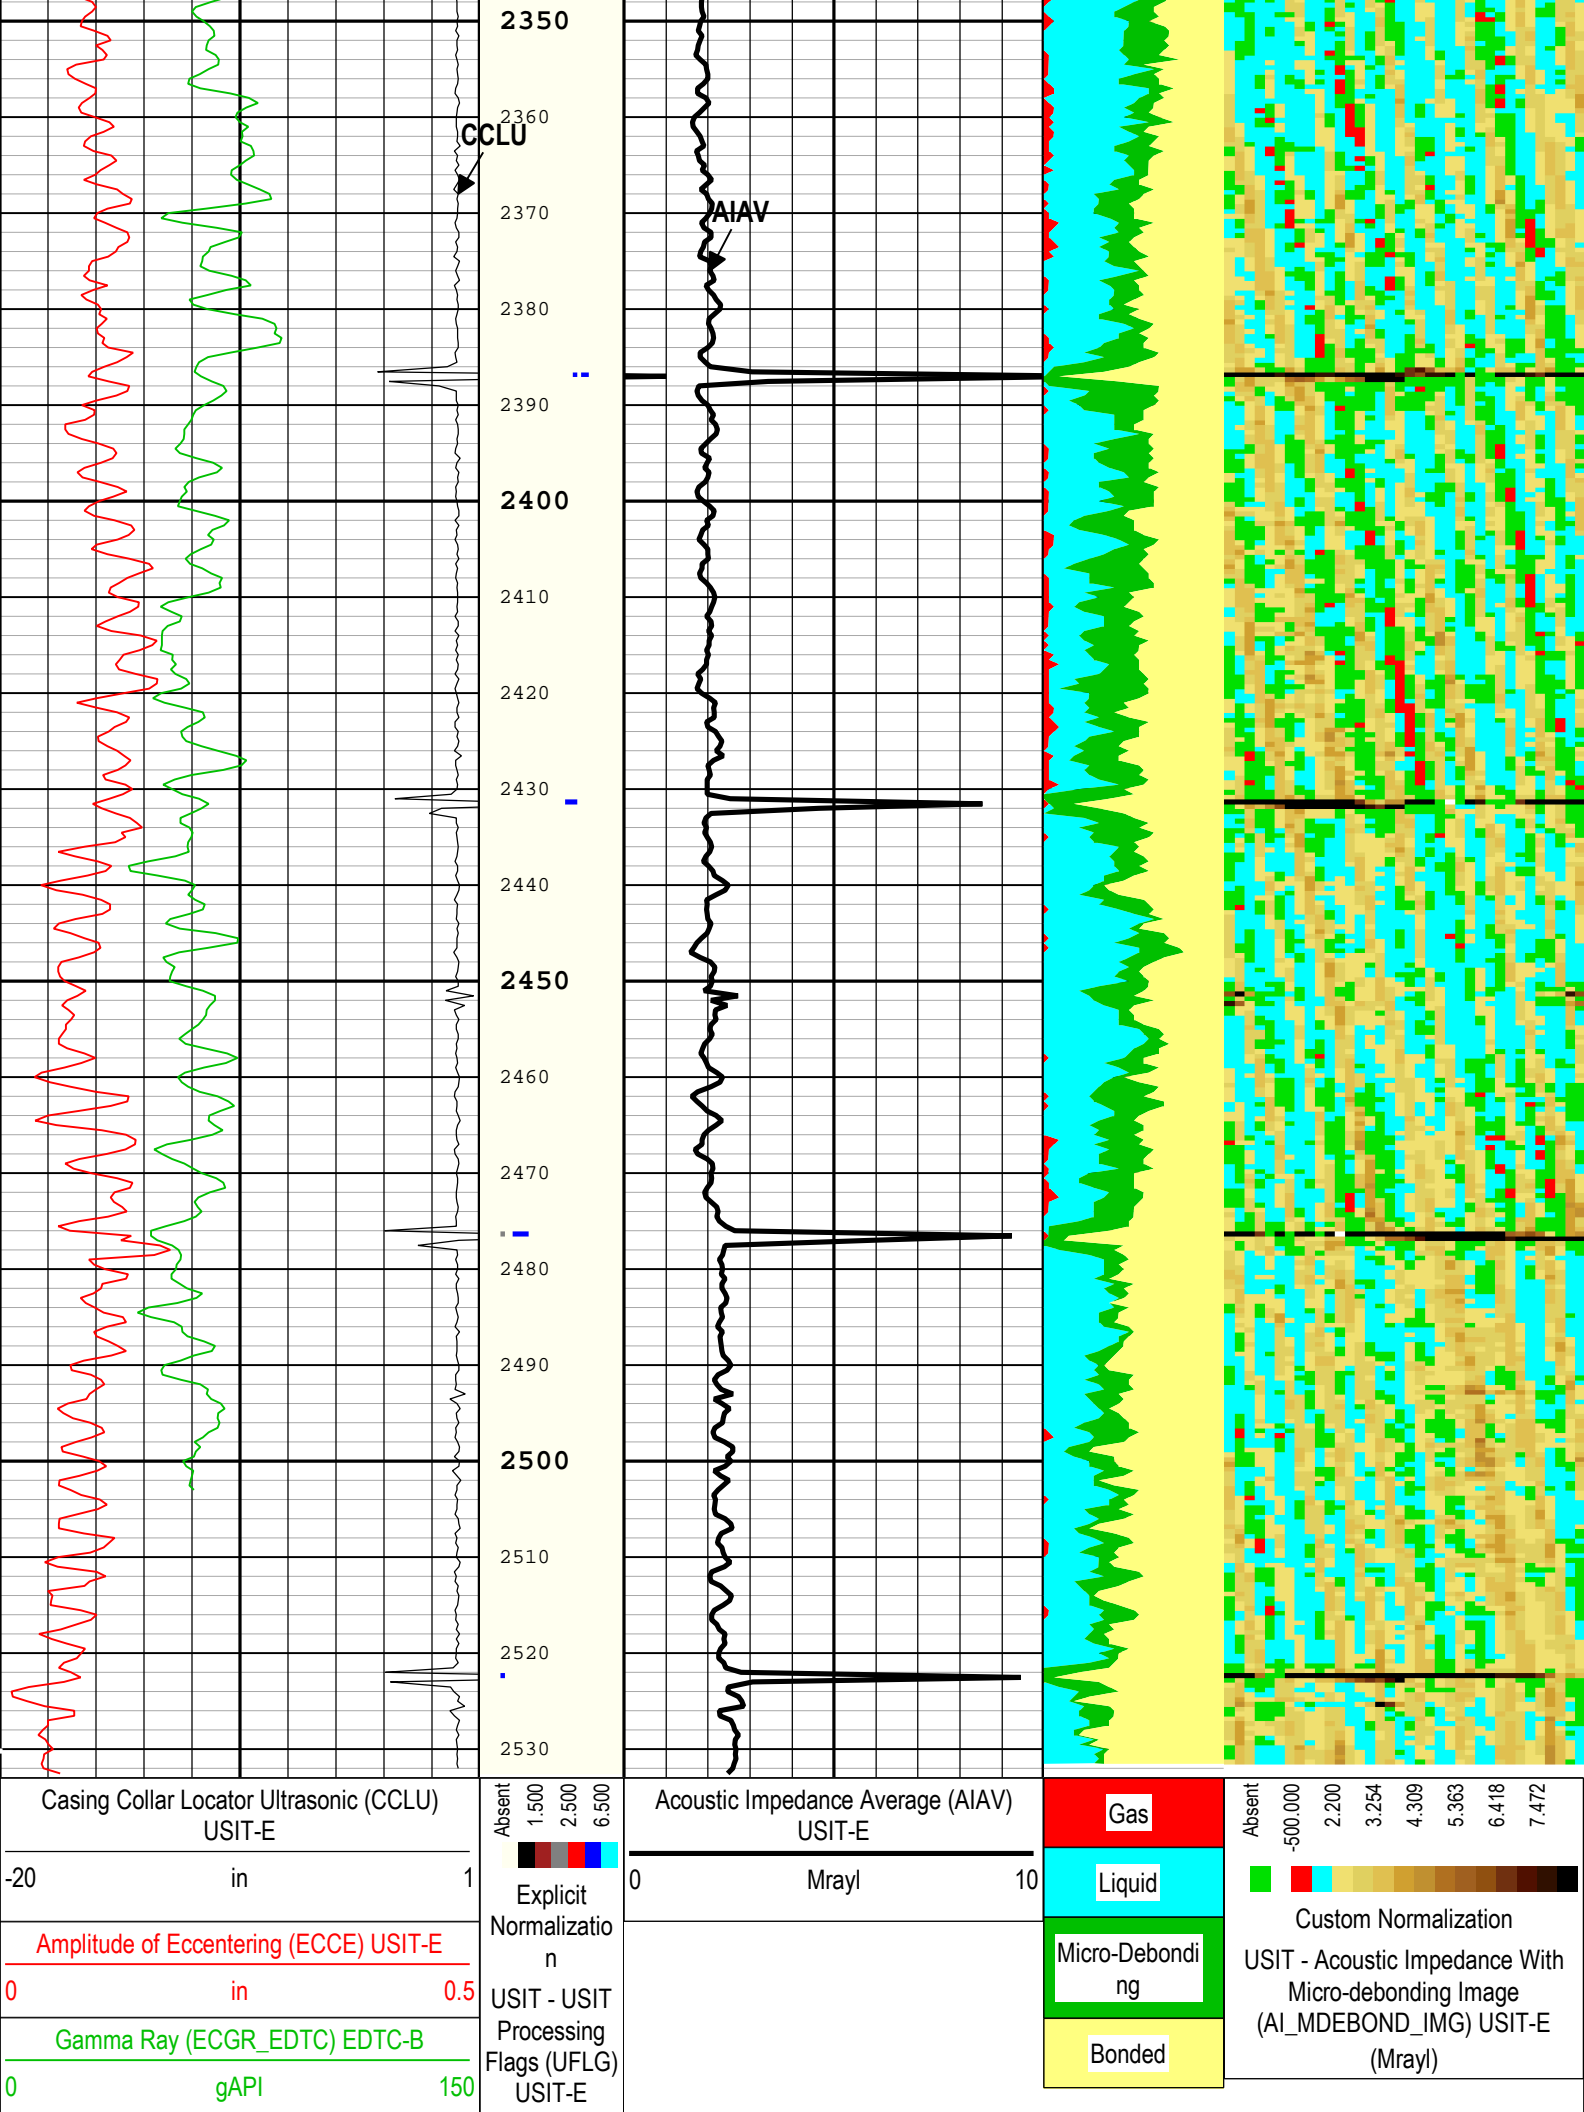 2350
2360
CCLU
2370
AIAV
2380
2390
2400
2410
2420
2430
2440
2450
2460
2470
2480
2490
2500
2510
2520
2530
Casing Collar Locator Ultrasonic (CCLU)
USIT-E
-20 in 1
Amplitude of Eccentering (ECCE) USIT-E
0 in 0.5
Gamma Ray (ECGR_EDTC) EDTC-B
0 gAPI 150
Absent
1.500
2.500
6.500
Explicit
Normalizatio
n
USIT - USIT
Processing
Flags (UFLG)
USIT-E
Acoustic Impedance Average (AIAV)
USIT-E
0 Mrayl 10
Gas
Liquid
Micro-Debondi
ng
Bonded
Absent
-500.000
2.200
3.254
4.309
5.363
6.418
7.472
Custom Normalization
USIT - Acoustic Impedance With
Micro-debonding Image
(AI_MDEBOND_IMG) USIT-E
(Mrayl)